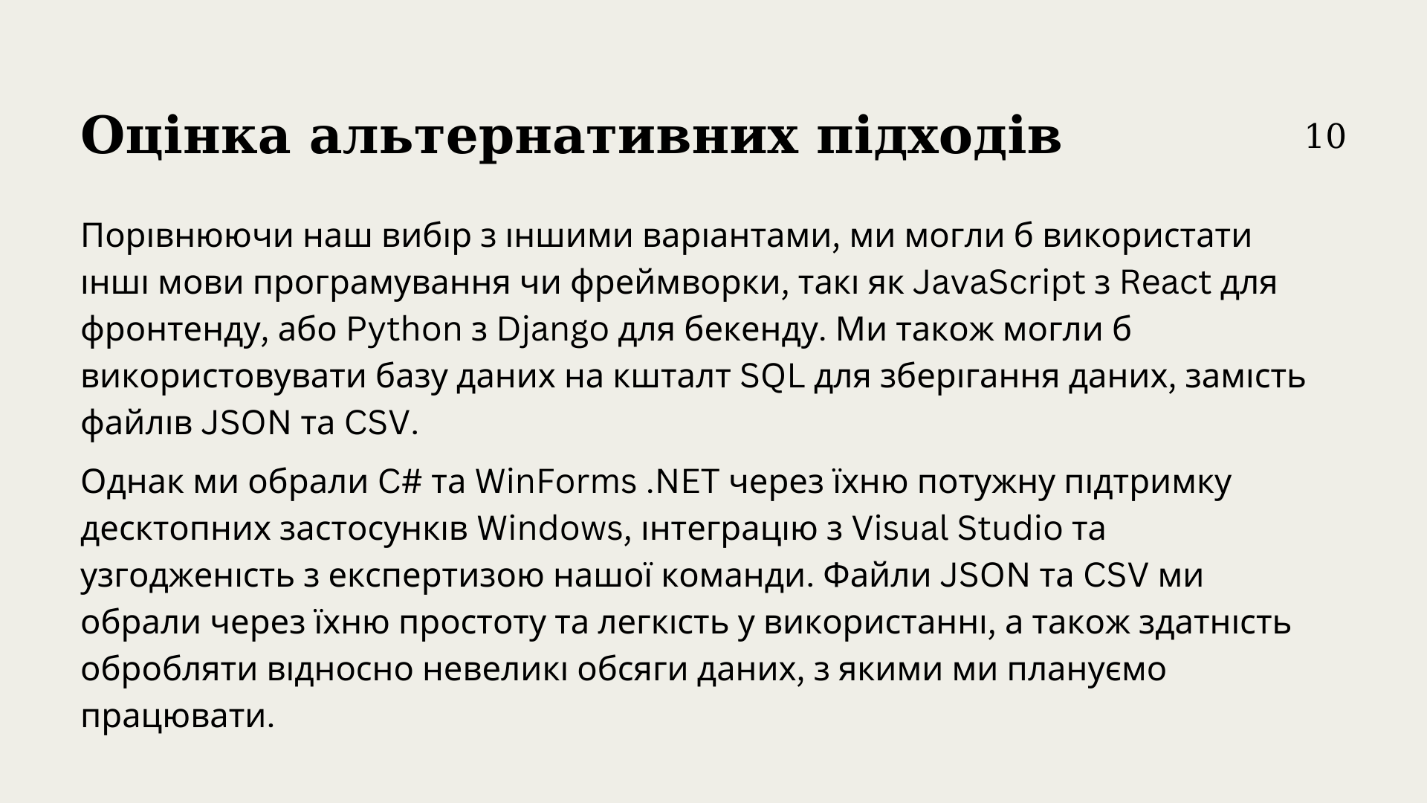 Оцінка альтернативних підходів
10
Порівнюючи наш вибір з іншими варіантами, ми могли б використати
інші мови програмування чи фреймворки, такі як JavaScript з React для
фронтенду, або Python з Django для бекенду. Ми також могли б
використовувати базу даних на кшталт SQL для зберігання даних, замість
файлів JSON та CSV.
Однак ми обрали C# та WinForms .NET через їхню потужну підтримку
десктопних застосунків Windows, інтеграцію з Visual Studio та
узгодженість з експертизою нашої команди. Файли JSON та CSV ми
обрали через їхню простоту та легкість у використанні, а також здатність
обробляти відносно невеликі обсяги даних, з якими ми плануємо
працювати.